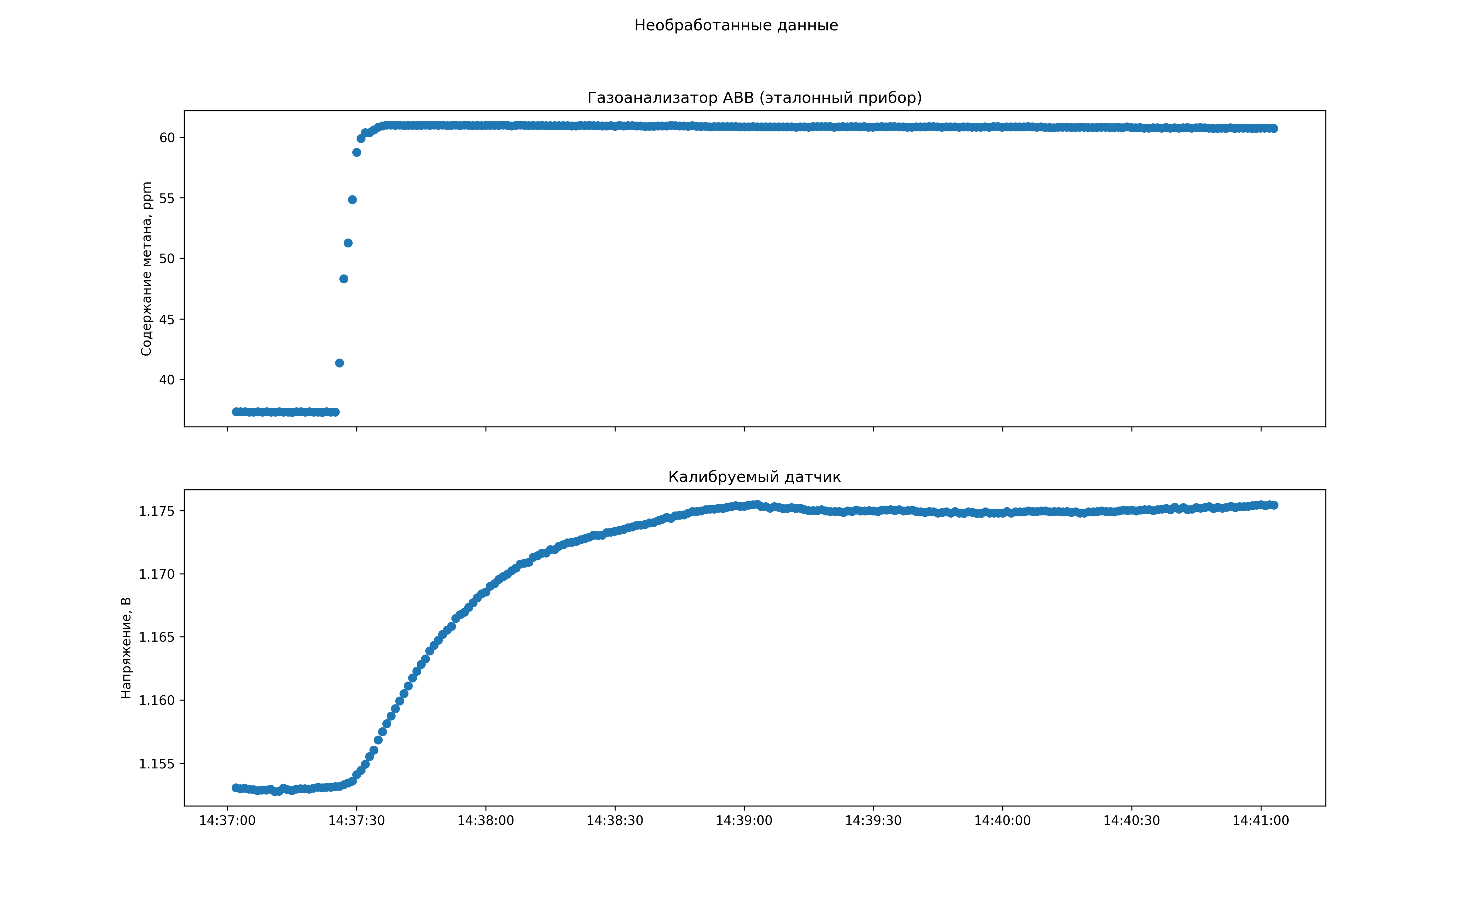 Необработанные данные
Газоанализатор ABB (эталонный прибор)
Содержание метана, ppm
60
55
50
45
40
Калибруемый датчик
Напряжение, В
1.175
1.170
1.165
1.160
1.155
14:37:00 14:37:30 14:38:00 14:38:30 14:39:00 14:39:30 14:40:00 14:40:30 14:41:00